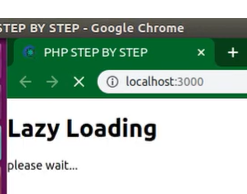 STEP BY STEP - Google Chrome
PHP STEP BY STEP
localhost:3000
Lazy Loading
please wait...